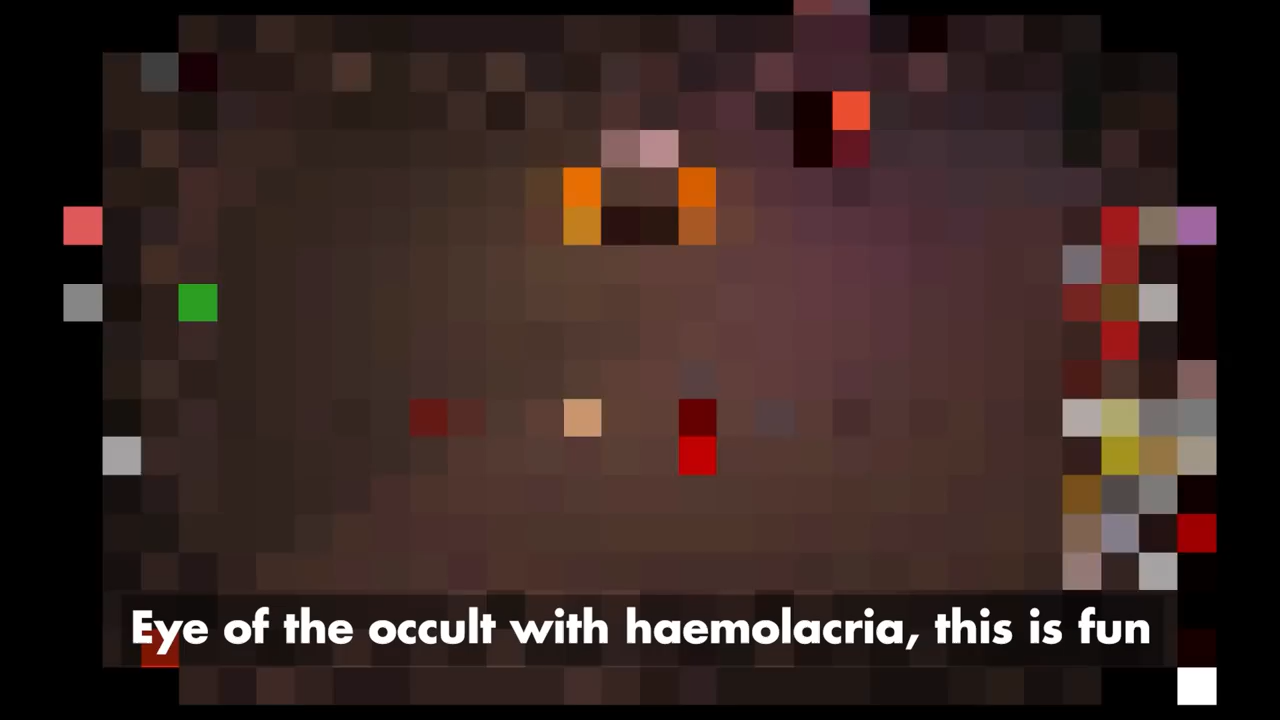 Eye of the occult with haemolacria, this is fun